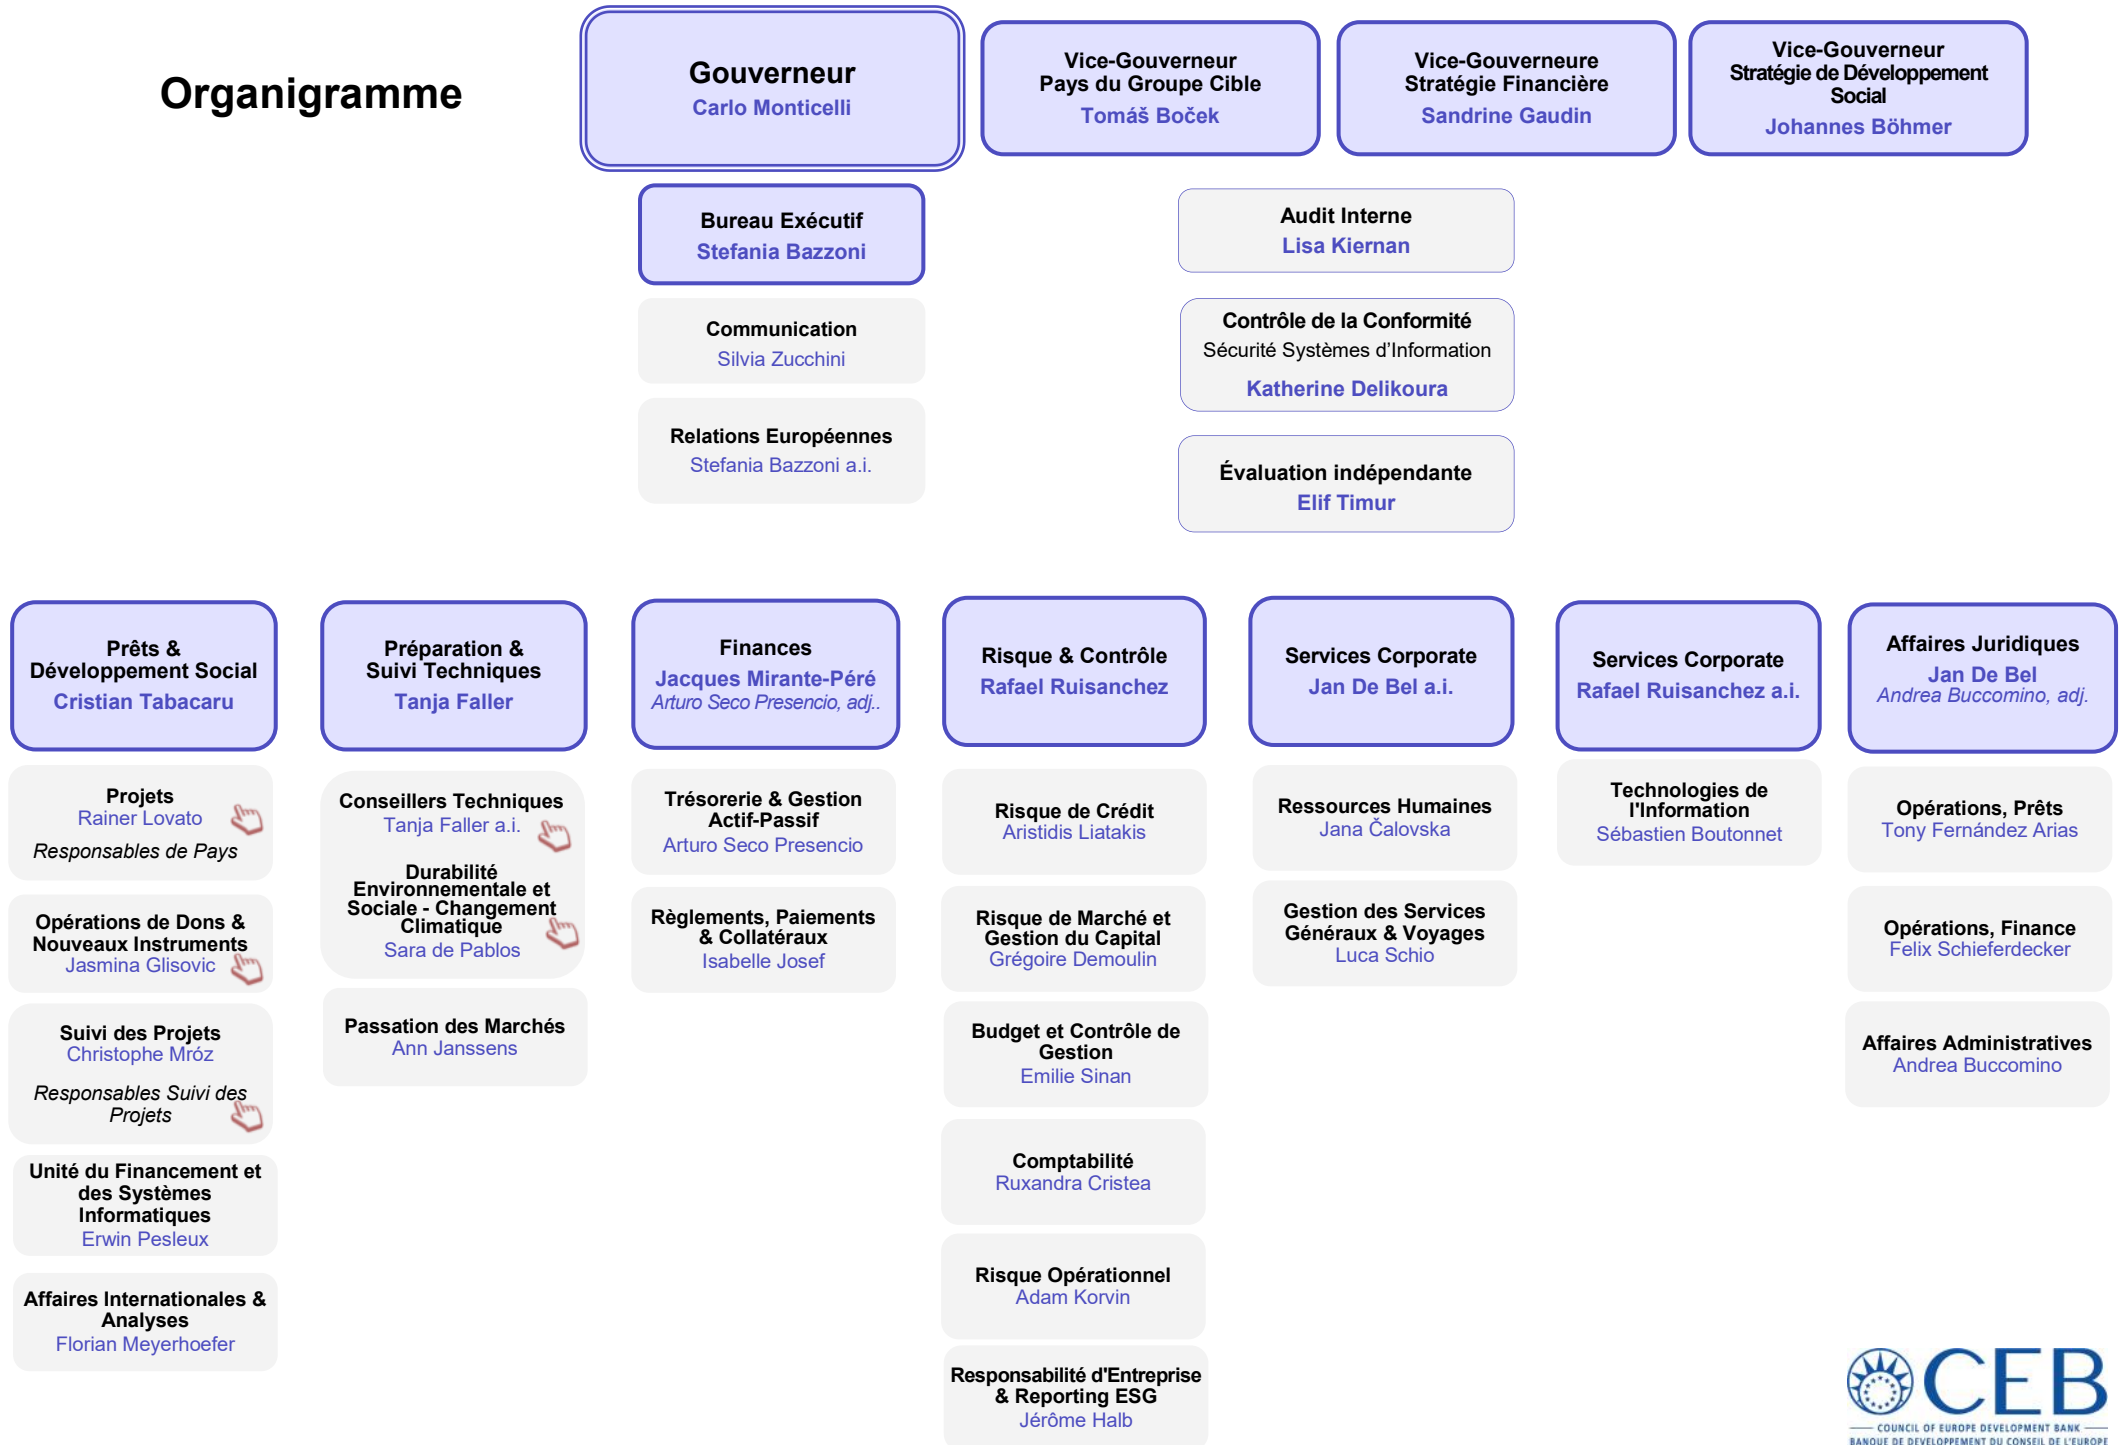 Organigramme
Gouverneur
Carlo Monticelli
Vice-Gouverneur
Pays du Groupe Cible
Tomáš Boček
Vice-Gouverneure
Stratégie Financière
Sandrine Gaudin
Vice-Gouverneur
Stratégie de Développement
Social
Johannes Böhmer
Bureau Exécutif
Stefania Bazzoni
Communication
Silvia Zucchini
Relations Européennes
Stefania Bazzoni a.i.
Audit Interne
Lisa Kiernan
Contrôle de la Conformité
Sécurité Systèmes d’Information
Katherine Delikoura
Évaluation indépendante
Elif Timur
Prêts &
Développement Social
Cristian Tabacaru
Projets
Rainer Lovato
Responsables de Pays
Opérations de Dons &
Nouveaux Instruments
Jasmina Glisovic
Suivi des Projets
Christophe Mróz
Responsables Suivi des
Projets
Unité du Financement et
des Systèmes
Informatiques
Erwin Pesleux
Affaires Internationales &
Analyses
Florian Meyerhoefer
Préparation &
Suivi Techniques
Tanja Faller
Conseillers Techniques
Tanja Faller a.i.
Durabilité
Environnementale et
Sociale - Changement
Climatique
Sara de Pablos
Passation des Marchés
Ann Janssens
Finances
Jacques Mirante-Péré
Arturo Seco Presencio, adj..
Trésorerie & Gestion
Actif-Passif
Arturo Seco Presencio
Règlements, Paiements
& Collatéraux
Isabelle Josef
Risque & Contrôle
Rafael Ruisanchez
Risque de Crédit
Aristidis Liatakis
Risque de Marché et
Gestion du Capital
Grégoire Demoulin
Budget et Contrôle de
Gestion
Emilie Sinan
Comptabilité
Ruxandra Cristea
Risque Opérationnel
Adam Korvin
Responsabilité d'Entreprise
& Reporting ESG
Jérôme Halb
Services Corporate
Jan De Bel a.i.
Ressources Humaines
Jana Čalovska
Gestion des Services
Généraux & Voyages
Luca Schio
Services Corporate
Rafael Ruisanchez a.i.
Technologies de
l'Information
Sébastien Boutonnet
Affaires Juridiques
Jan De Bel
Andrea Buccomino, adj.
Opérations, Prêts
Tony Fernández Arias
Opérations, Finance
Felix Schieferdecker
Affaires Administratives
Andrea Buccomino
CEB
COUNCIL OF EUROPE DEVELOPMENT BANK
BANQUE DE DEVELOPPEMENT DU CONSEIL DE L'EUROPE